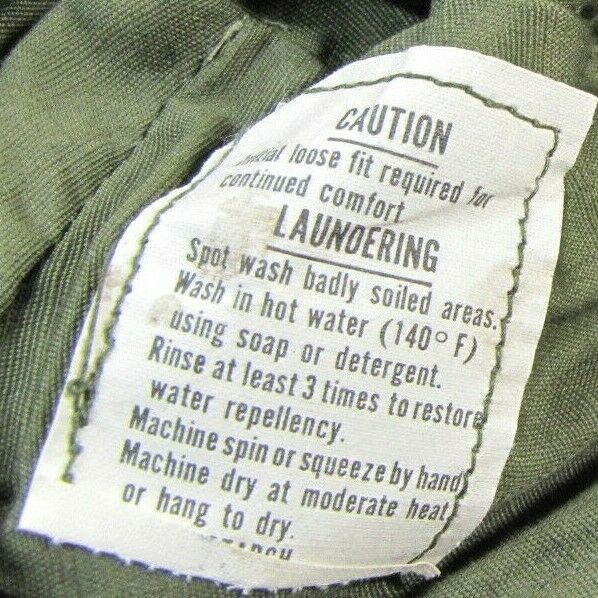 CAUTION
loose fit required for
continued comfort
LAUNDERING
Spot wash badly soiled areas.
Wash in hot water (140° F)
using soap or detergent.
Rinse at least 3 times to restore
water repellency.
Machine spin or squeeze by hand
Machine dry at moderate heat
or hang to dry.